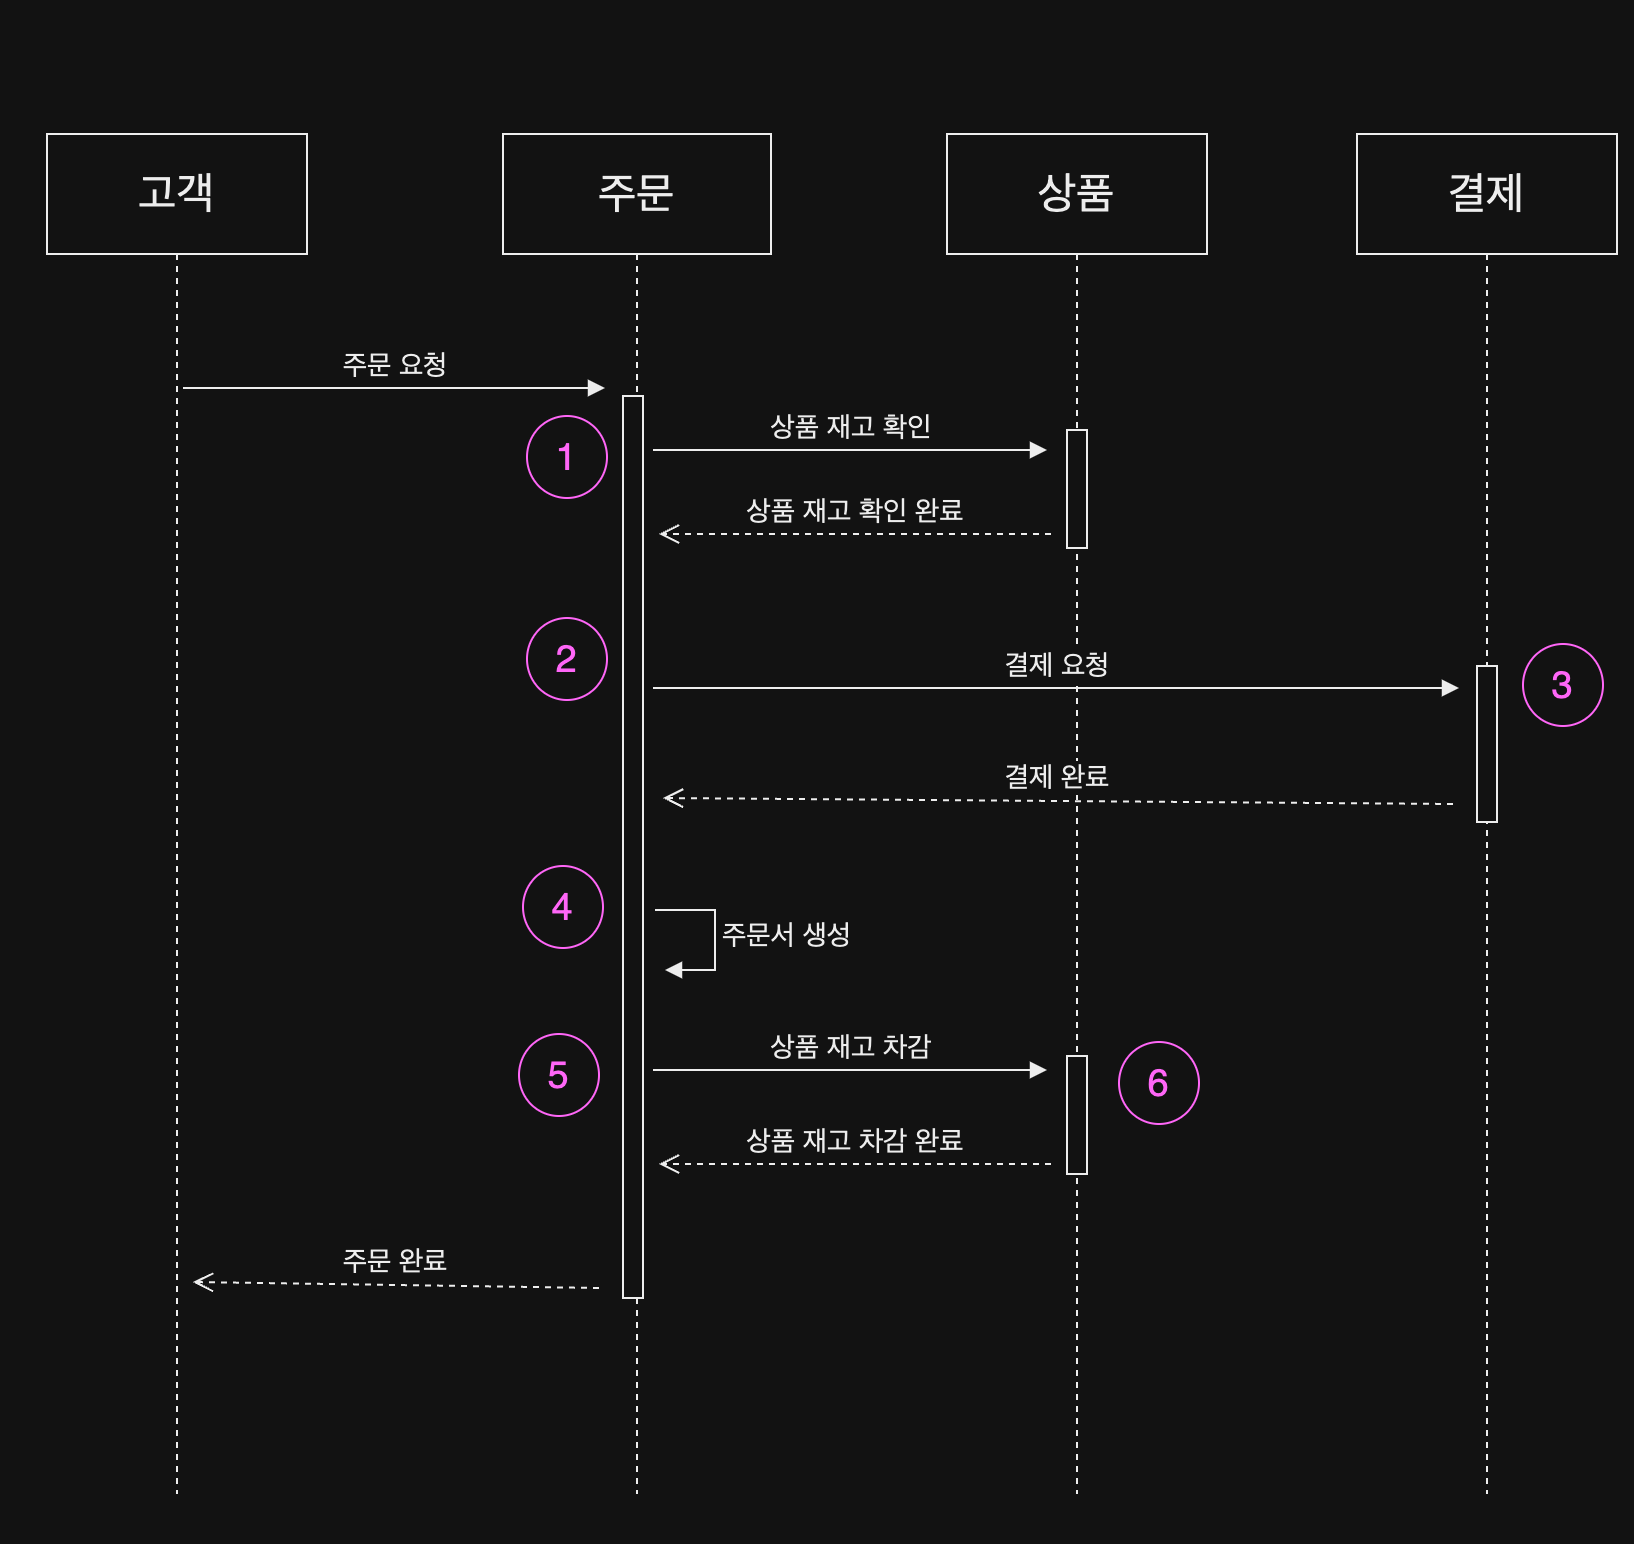 고객
주문
상품
결제
주문 요청
1
상품 재고 확인
상품 재고 확인 완료
2
결제 요청
3
결제 완료
4
주문서 생성
5
상품 재고 차감
6
상품 재고 차감 완료
주문 완료